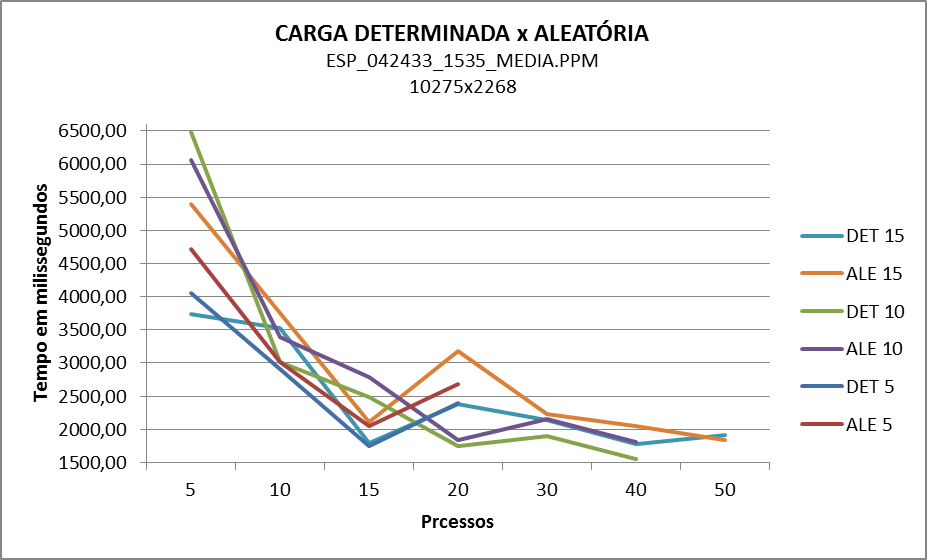 CARGA DETERMINADA x ALEATÓRIA
ESP_042433_1535_MEDIA.PPM
10275x2268
Tempo em milissegundos
6500,00
6000,00
5500,00
5000,00
4500,00
4000,00
3500,00
3000,00
2500,00
2000,00
1500,00
5 10 15 20 30 40 50
Prcessos
DET 15
ALE 15
DET 10
ALE 10
DET 5
ALE 5